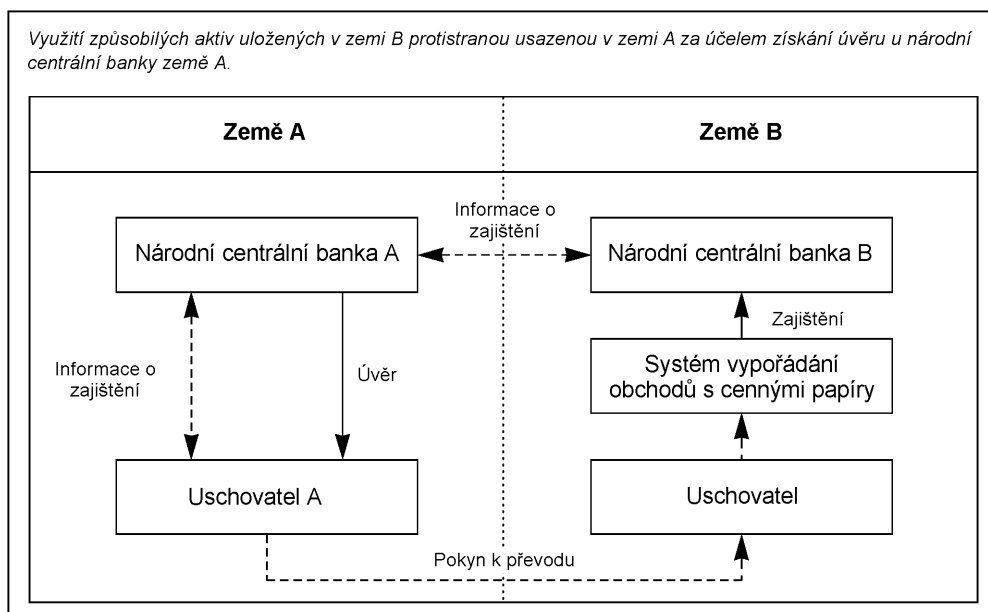 Využití způsobilých aktiv uložených v zemi B protistranou usazenou v zemi A za účelem získání úvěru u národní
centrální banky země A.
Země A
Země B
Informace o
zajištění
Národní centrální banka A
Národní centrální banka B
Zajištění
Informace o
zajištění
Úvěr
Systém vypořádání
obchodů s cennými papíry
Uschovatel A
Uschovatel
Pokyn k převodu